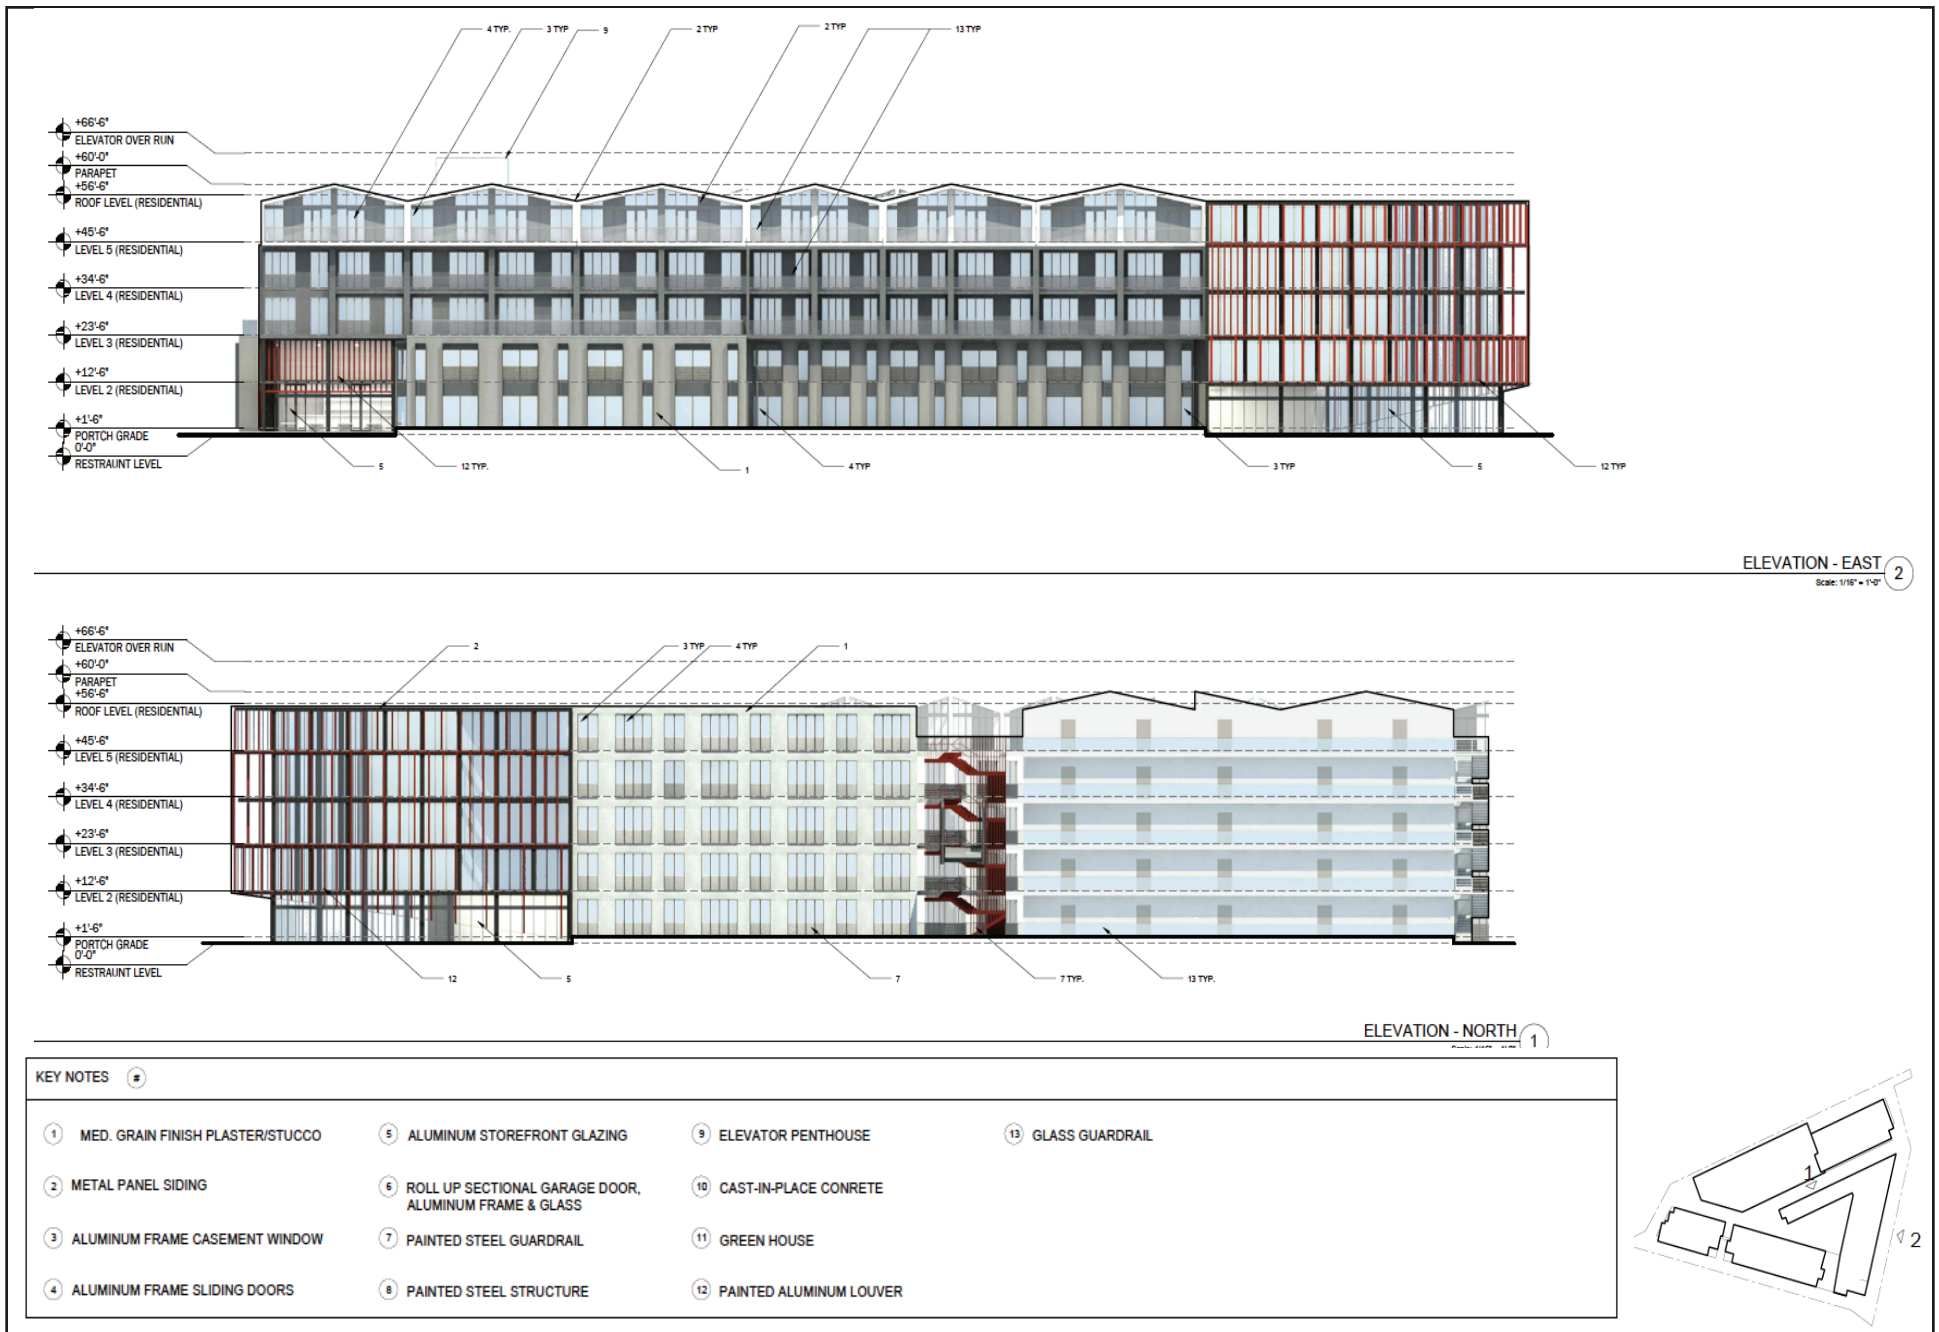 4 TYP.
3 TYP
9
2 TYP
2 TYP
13 TYP
+66'-6"
ELEVATOR OVER RUN
+60'-0"
PARAPET
+56'-6"
ROOF LEVEL (RESIDENTIAL)
+45'-6"
LEVEL 5 (RESIDENTIAL)
+34'-6"
LEVEL 4 (RESIDENTIAL)
+23'-6"
LEVEL 3 (RESIDENTIAL)
+12'-6"
LEVEL 2 (RESIDENTIAL)
+1'-6"
PORTCH GRADE
0'-0"
RESTRAUNT LEVEL
5
12 TYP.
1
4 TYP
3 TYP
5
12 TYP
ELEVATION - EAST
2
Scale: 1/16" = 1'-0"
+66'-6"
ELEVATOR OVER RUN
+60'-0"
PARAPET
+56'-6"
ROOF LEVEL (RESIDENTIAL)
+45'-6"
LEVEL 5 (RESIDENTIAL)
+34'-6"
LEVEL 4 (RESIDENTIAL)
+23'-6"
LEVEL 3 (RESIDENTIAL)
+12'-6"
LEVEL 2 (RESIDENTIAL)
+1'-6"
PORTCH GRADE
0'-0"
RESTRAUNT LEVEL
2
3 TYP
4 TYP
1
12
5
7
7 TYP.
13 TYP.
ELEVATION - NORTH
1
KEY NOTES #
1 MED. GRAIN FINISH PLASTER/STUCCO
2 METAL PANEL SIDING
3 ALUMINUM FRAME CASEMENT WINDOW
4 ALUMINUM FRAME SLIDING DOORS
5 ALUMINUM STOREFRONT GLAZING
6 ROLL UP SECTIONAL GARAGE DOOR,
ALUMINUM FRAME & GLASS
7 PAINTED STEEL GUARDRAIL
8 PAINTED STEEL STRUCTURE
9 ELEVATOR PENTHOUSE
10 CAST-IN-PLACE CONRETE
11 GREEN HOUSE
12 PAINTED ALUMINUM LOUVER
13 GLASS GUARDRAIL
1
2